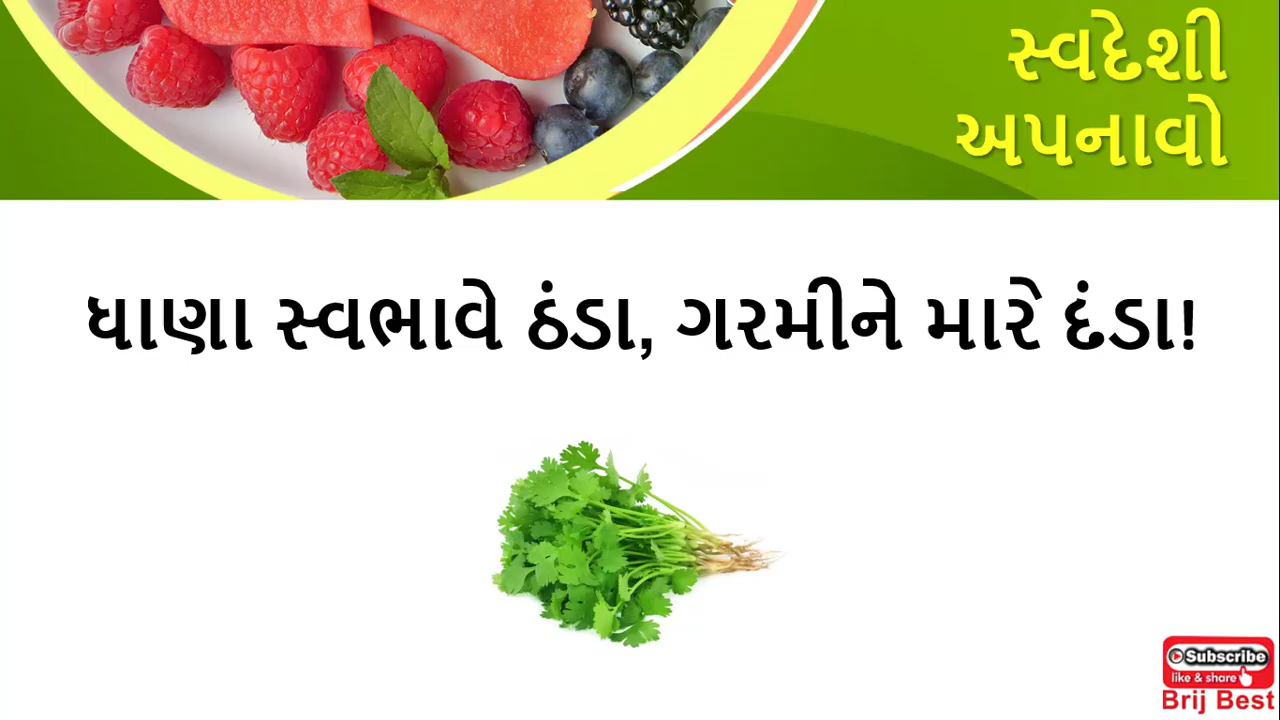 સ્વદેશી
અપનાવો
ધાણા સ્વભાવે ઠંડા, ગરમીને મારે દંડા!
Subscribe
like & share
Brij Best